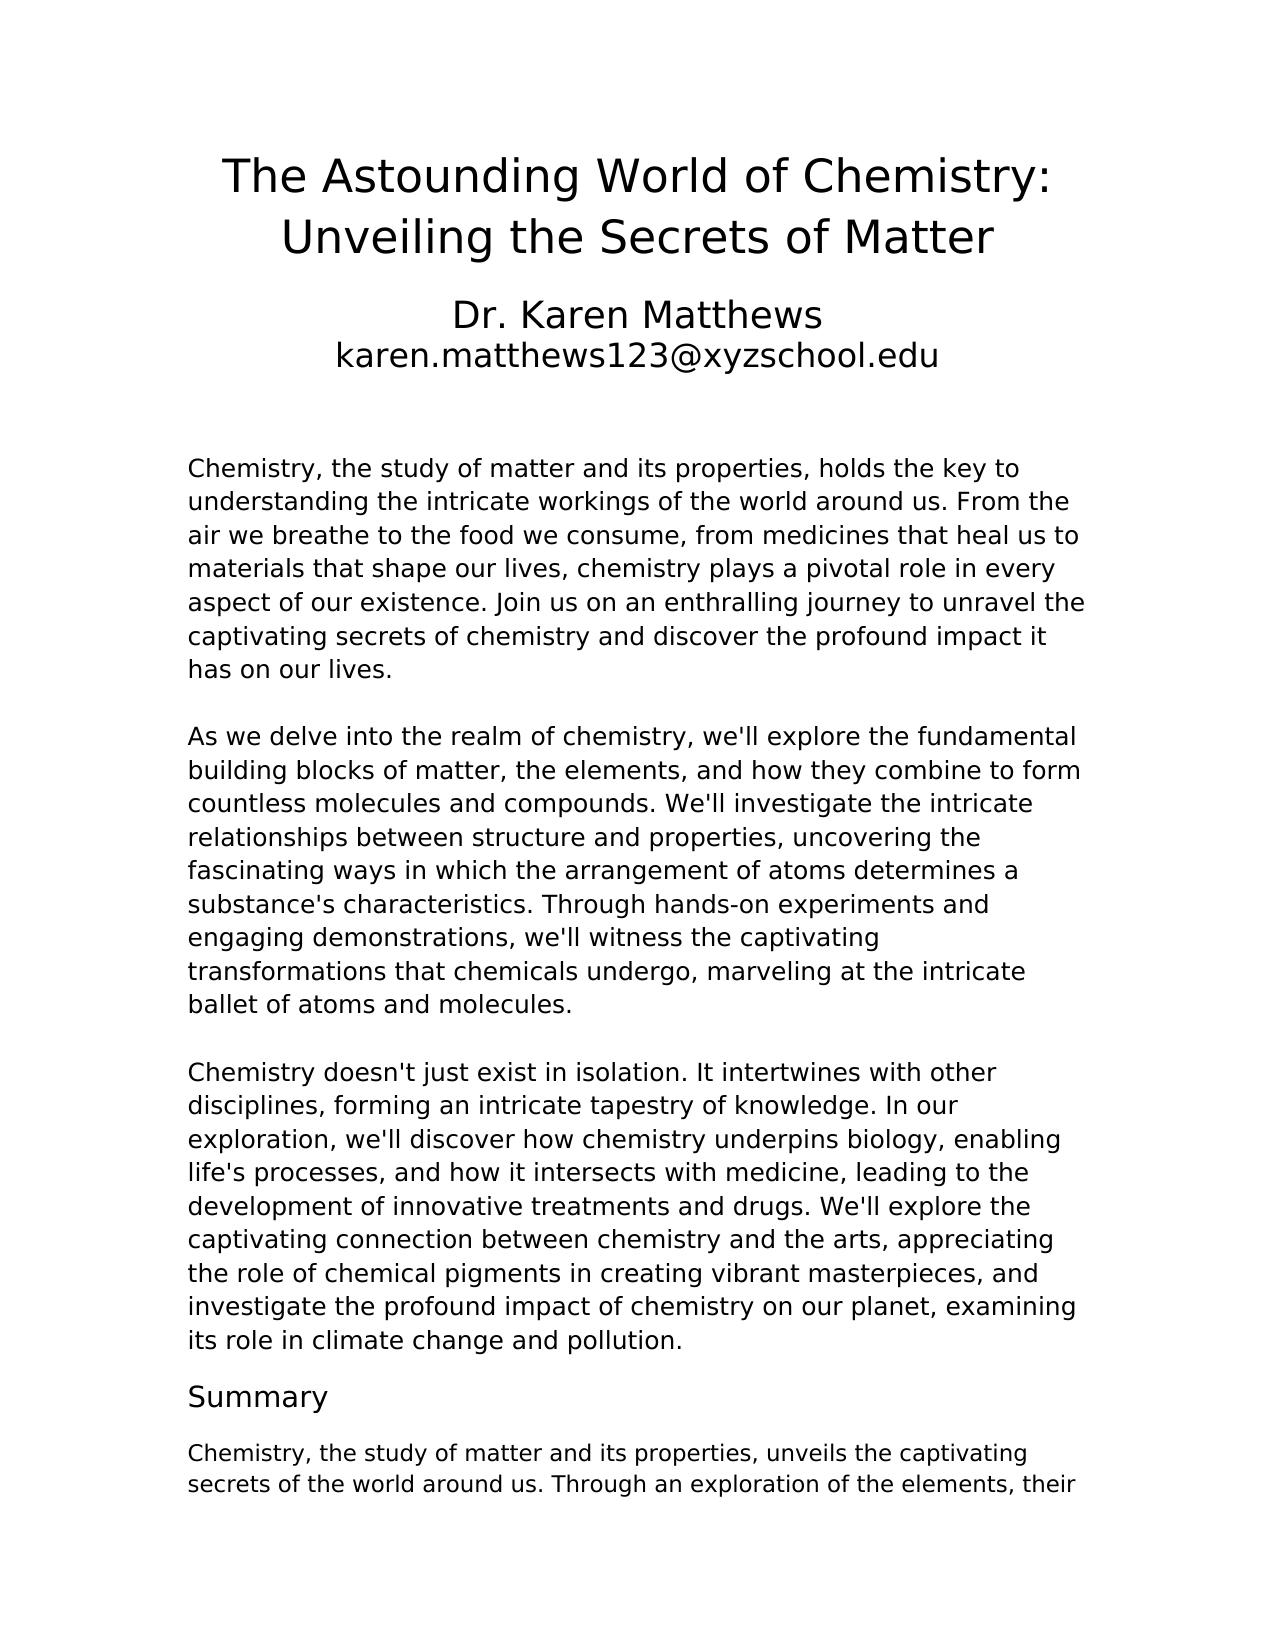 The Astounding World of Chemistry:
Unveiling the Secrets of Matter
Dr. Karen Matthews
karen.matthews123@xyzschool.edu
Chemistry, the study of matter and its properties, holds the key to
understanding the intricate workings of the world around us. From the
air we breathe to the food we consume, from medicines that heal us to
materials that shape our lives, chemistry plays a pivotal role in every
aspect of our existence. Join us on an enthralling journey to unravel the
captivating secrets of chemistry and discover the profound impact it
has on our lives.
As we delve into the realm of chemistry, we'll explore the fundamental
building blocks of matter, the elements, and how they combine to form
countless molecules and compounds. We'll investigate the intricate
relationships between structure and properties, uncovering the
fascinating ways in which the arrangement of atoms determines a
substance's characteristics. Through hands-on experiments and
engaging demonstrations, we'll witness the captivating
transformations that chemicals undergo, marveling at the intricate
ballet of atoms and molecules.
Chemistry doesn't just exist in isolation. It intertwines with other
disciplines, forming an intricate tapestry of knowledge. In our
exploration, we'll discover how chemistry underpins biology, enabling
life's processes, and how it intersects with medicine, leading to the
development of innovative treatments and drugs. We'll explore the
captivating connection between chemistry and the arts, appreciating
the role of chemical pigments in creating vibrant masterpieces, and
investigate the profound impact of chemistry on our planet, examining
its role in climate change and pollution.
Summary
Chemistry, the study of matter and its properties, unveils the captivating
secrets of the world around us. Through an exploration of the elements, their